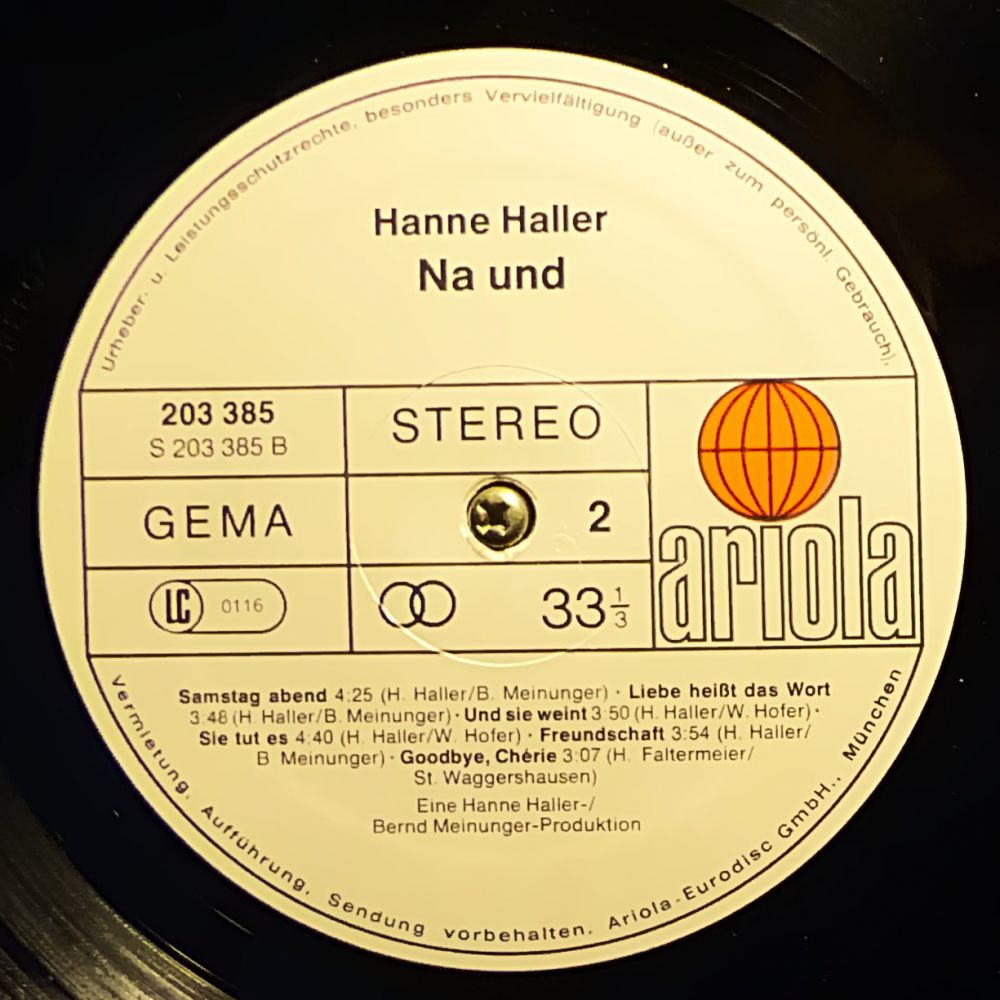 Urheber- u. Leistungsschutzrechte, besonders Vervielfältigung (außer zum persönl. Gebrauch),
Hanne Haller
Na und
203 385
S 203 385 B
STEREO
GEMA
2
LC 0116
33 1/3
ariola
Samstag abend 4:25 (H. Haller/B. Meinunger) · Liebe heißt das Wort
3:48 (H. Haller/B. Meinunger) · Und sie weint 3:50 (H. Haller/W. Hofer) ·
Sie tut es 4:40 (H. Haller/W. Hofer) · Freundschaft 3:54 (H. Haller/
B. Meinunger) · Goodbye, Chérie 3:07 (H. Faltermeier/
St. Waggershausen)
Eine Hanne Haller-/
Bernd Meinunger-Produktion
Vermietung, Aufführung, Sendung vorbehalten. Ariola-Eurodisc GmbH., München